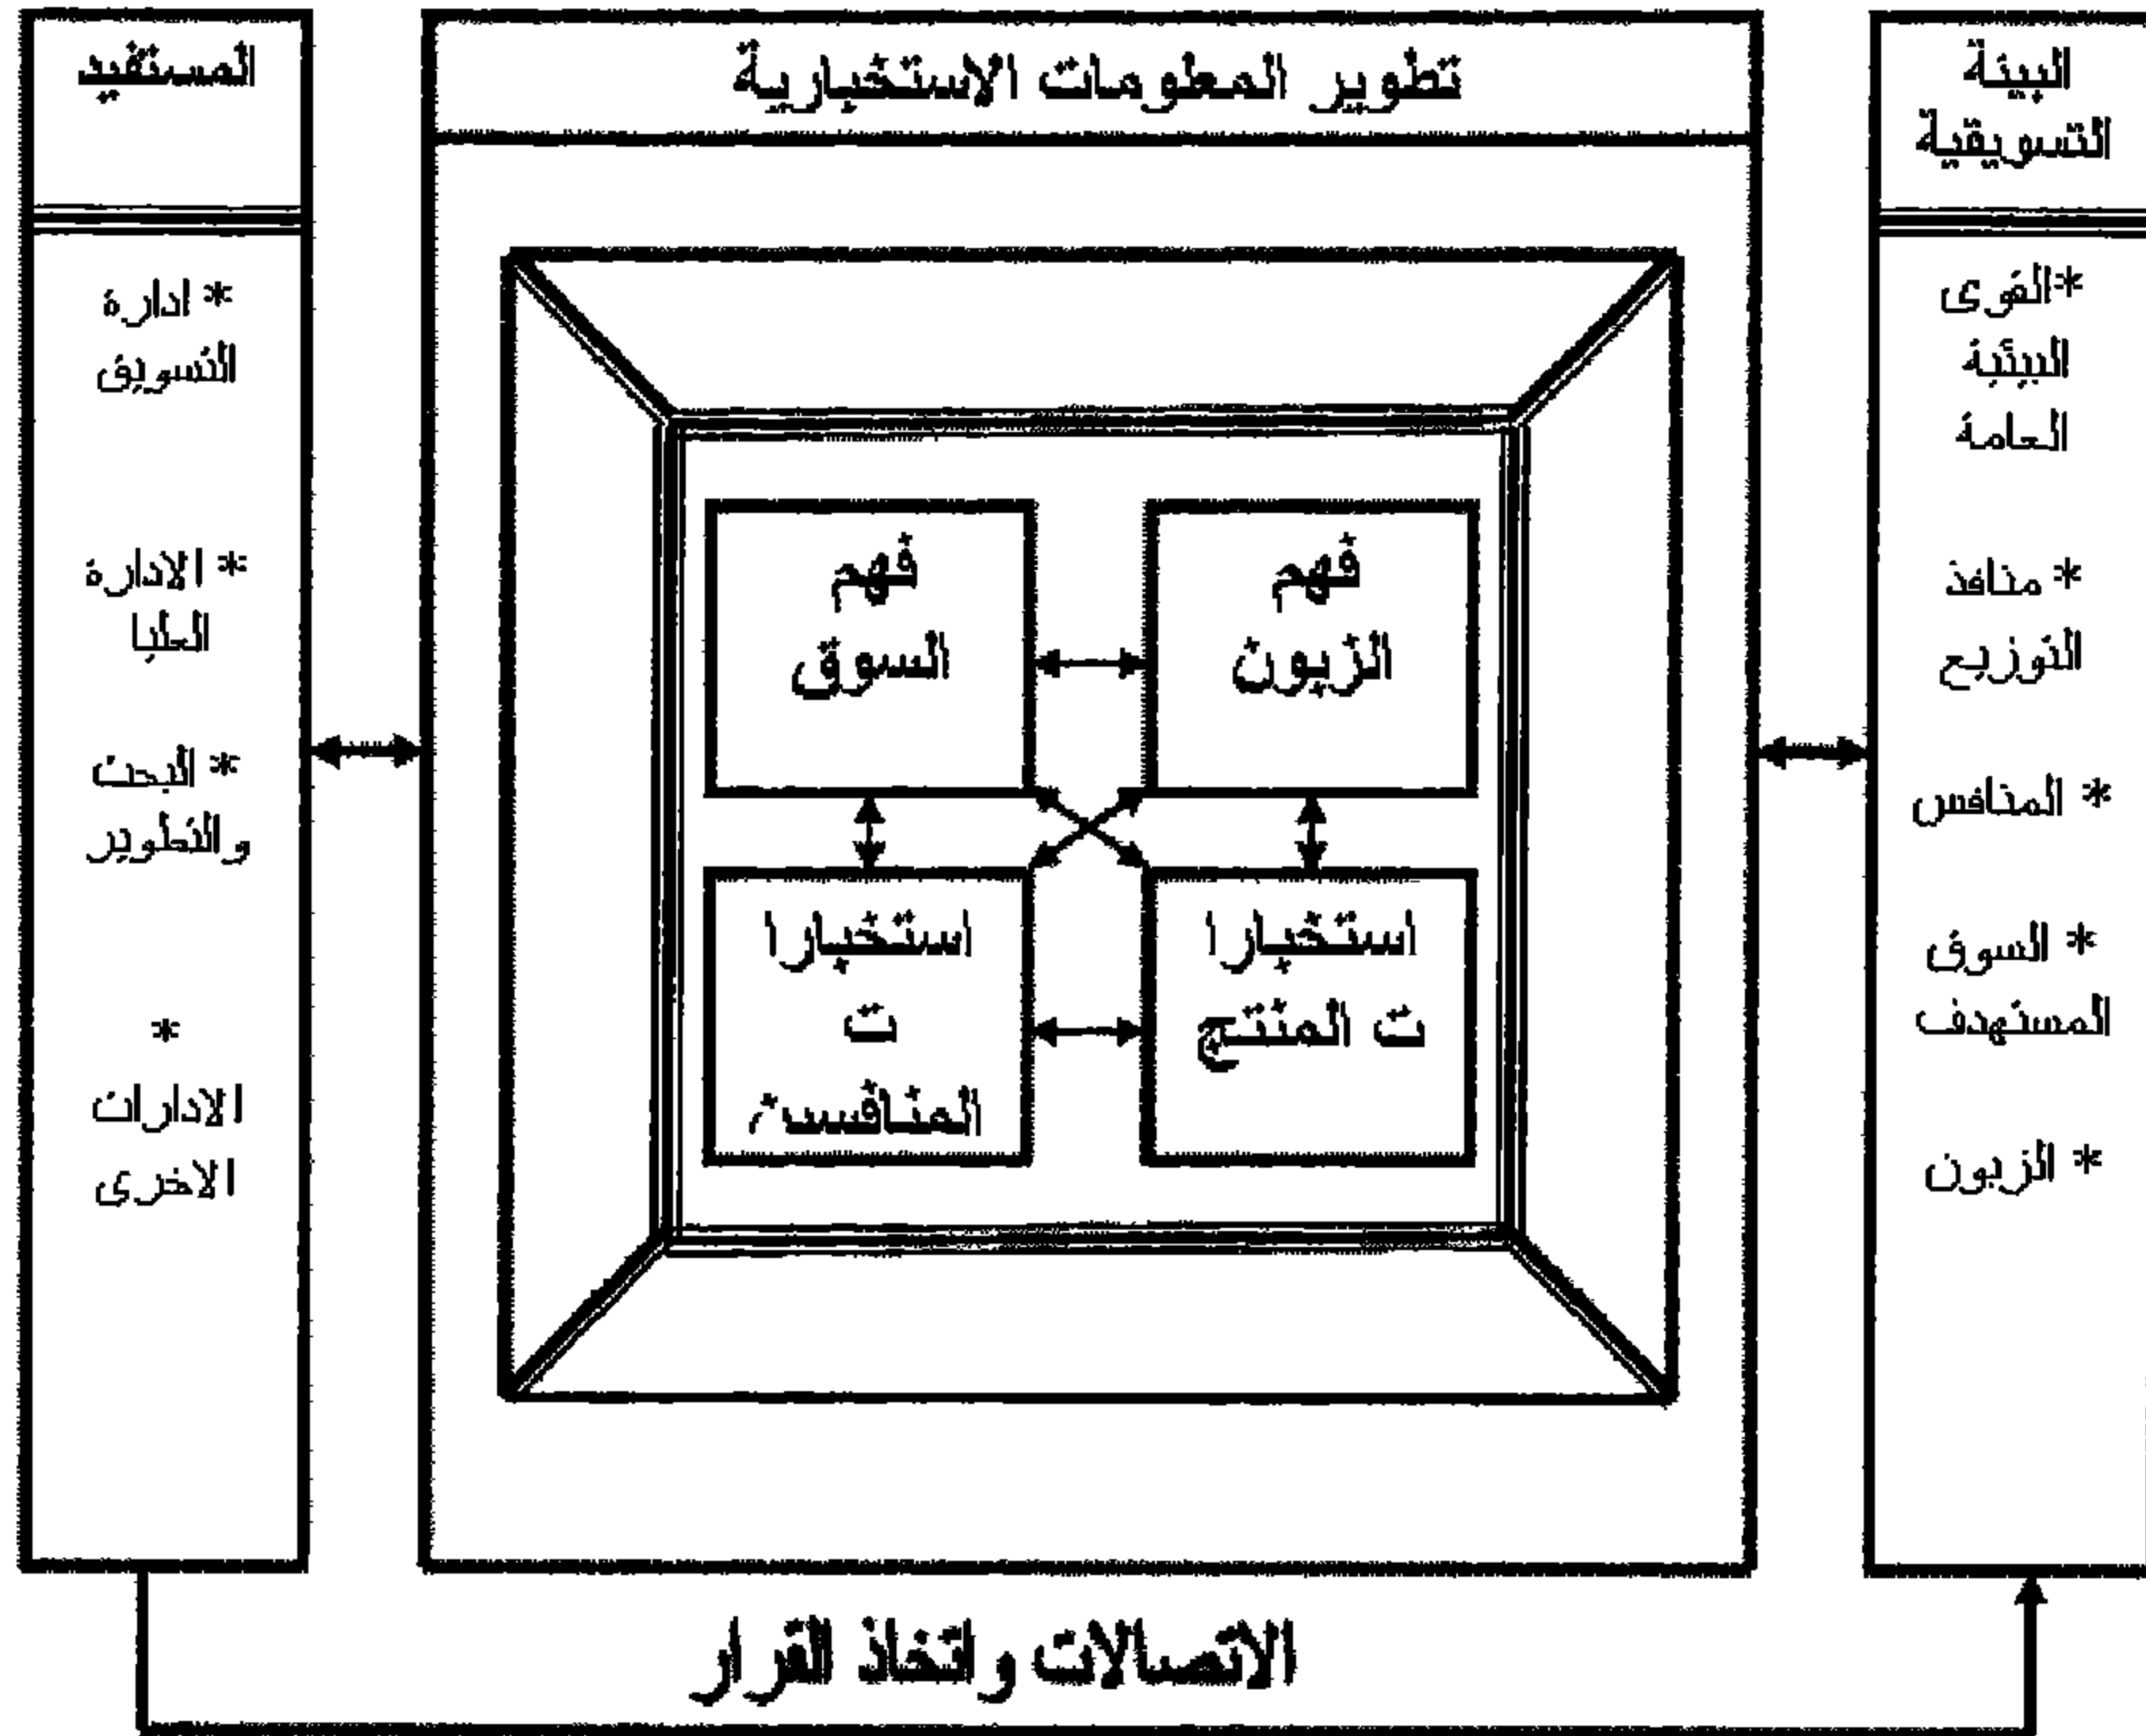 البيئة
التسويقية
*القوى
البيئية
العامة
* منافذ
التوزيع
* المنافس
* السوق
المستهدف
* الزبون
تطوير المعلومات الاستخبارية
فهم
الزبون
فهم
السوق
استخبارا
ت المنتج
استخبارا
ت
المنافسة
المستفيد
* ادارة
التسويق
* الادارة
العليا
* البحث
والتطوير
*
الادارات
الاخرى
الاتصالات واتخاذ القرار